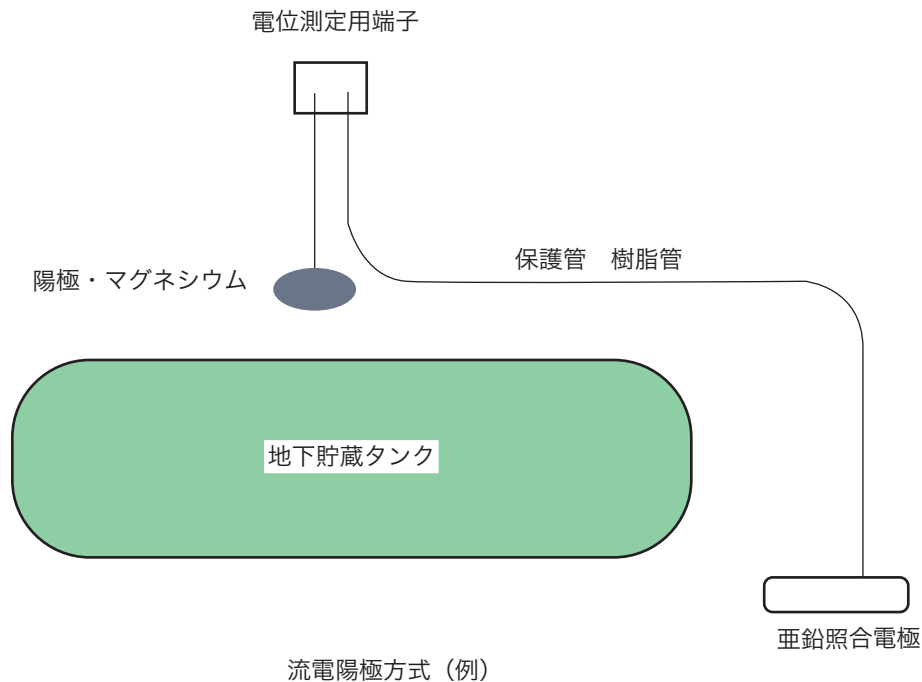 電位測定用端子
保護管　樹脂管
陽極・マグネシウム
地下貯蔵タンク
亜鉛照合電極
流電陽極方式（例）